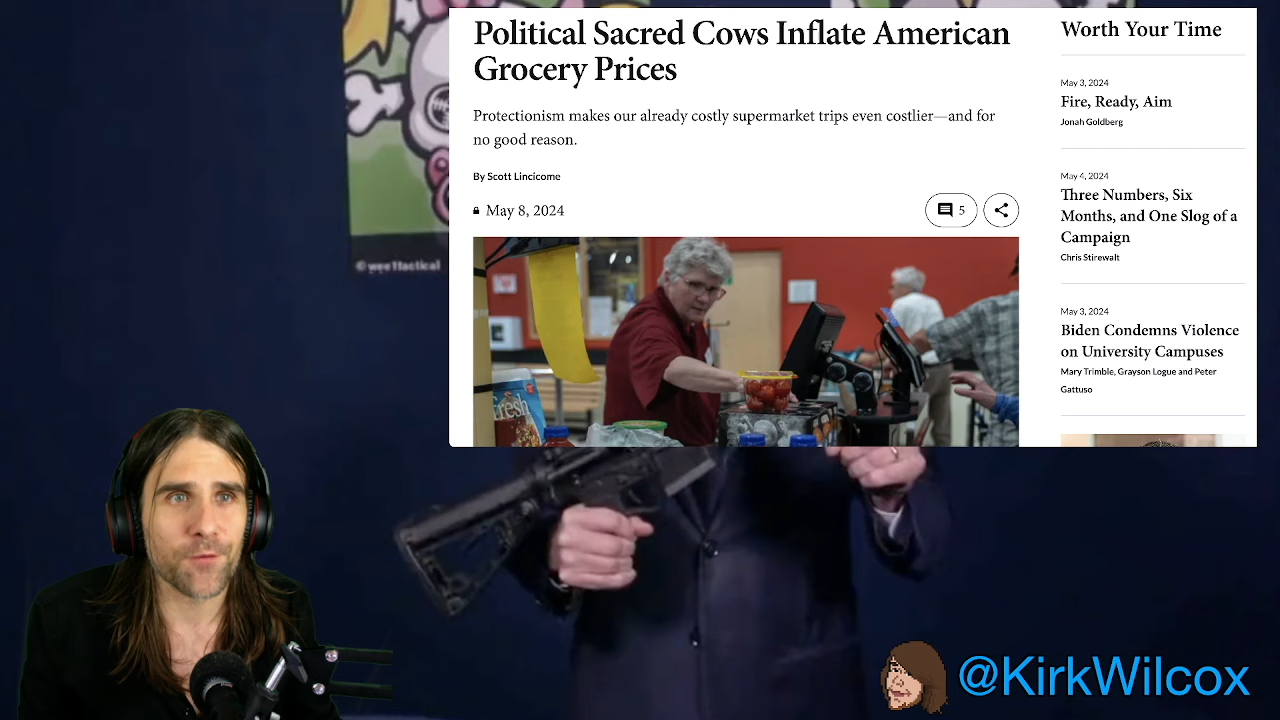 Political Sacred Cows Inflate American
Grocery Prices
Protectionism makes our already costly supermarket trips even costlier—and for
no good reason.
By Scott Lincicome
May 8, 2024
5
Worth Your Time
May 3, 2024
Fire, Ready, Aim
Jonah Goldberg
May 4, 2024
Three Numbers, Six
Months, and One Slog of a
Campaign
Chris Stirewalt
May 3, 2024
Biden Condemns Violence
on University Campuses
Mary Trimble, Grayson Logue and Peter
Gattuso
©wee1tactical
fresh
@KirkWilcox